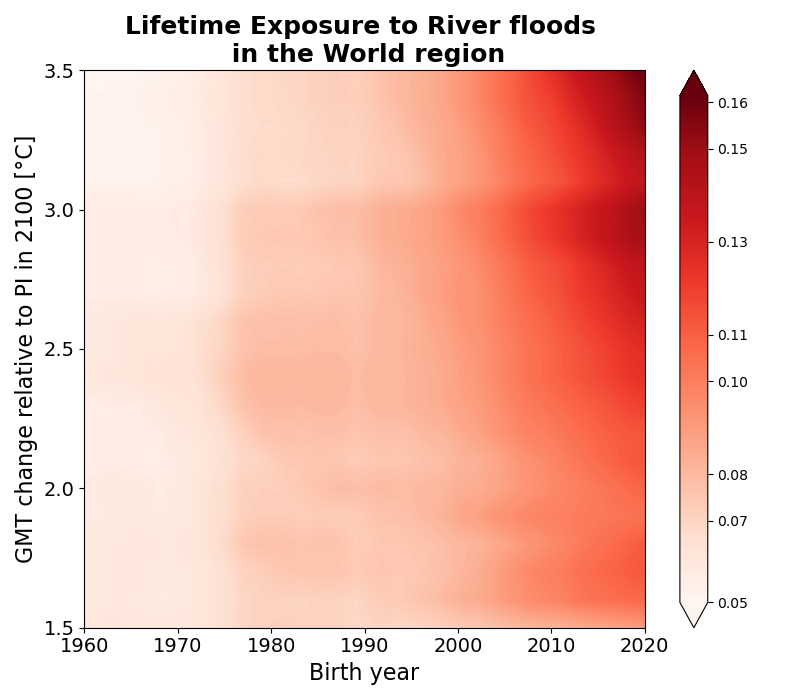 Lifetime Exposure to River floods
in the World region
GMT change relative to PI in 2100 [°C]
3.5
3.0
2.5
2.0
1.5
1960 1970 1980 1990 2000 2010 2020
Birth year
0.16
0.15
0.13
0.11
0.10
0.08
0.07
0.05